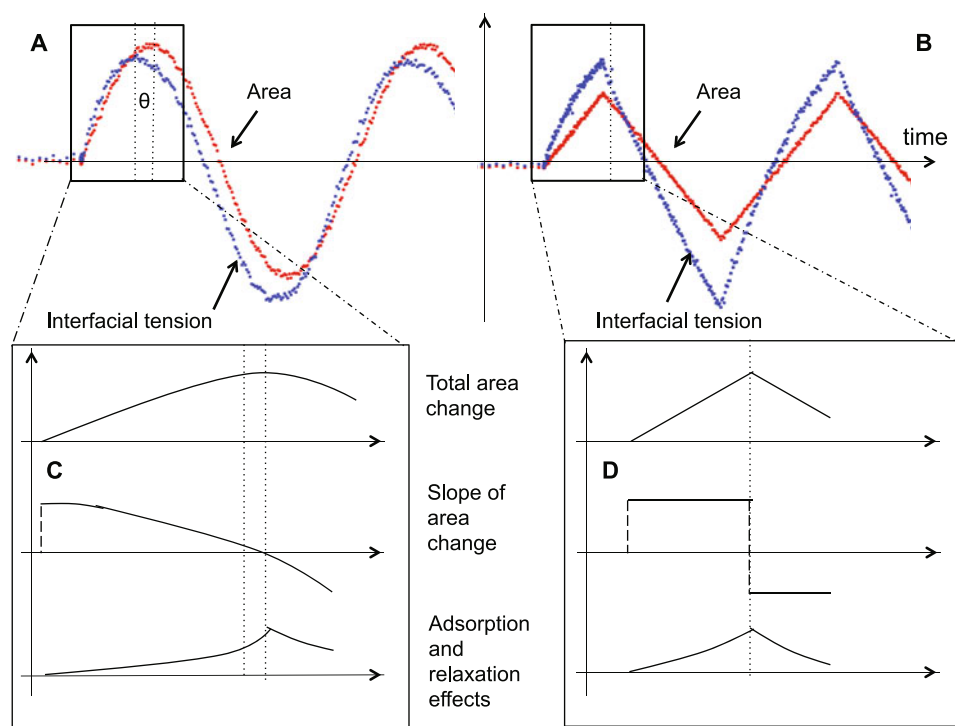 A
B
θ
Area
Area
time
Interfacial tension
Interfacial tension
Total area
change
C
D
Slope of
area
change
Adsorption
and
relaxation
effects